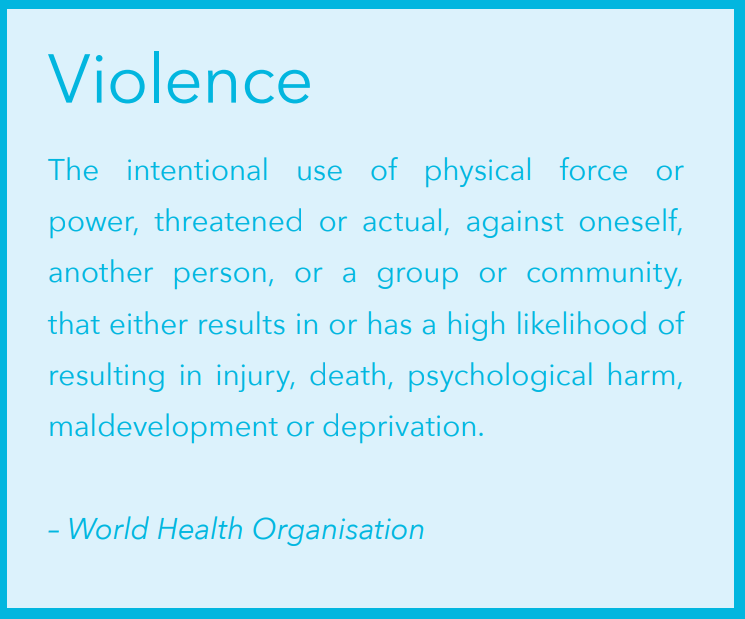 Violence
The intentional use of physical force or
power, threatened or actual, against oneself,
another person, or a group or community,
that either results in or has a high likelihood of
resulting in injury, death, psychological harm,
maldevelopment or deprivation.
– World Health Organisation